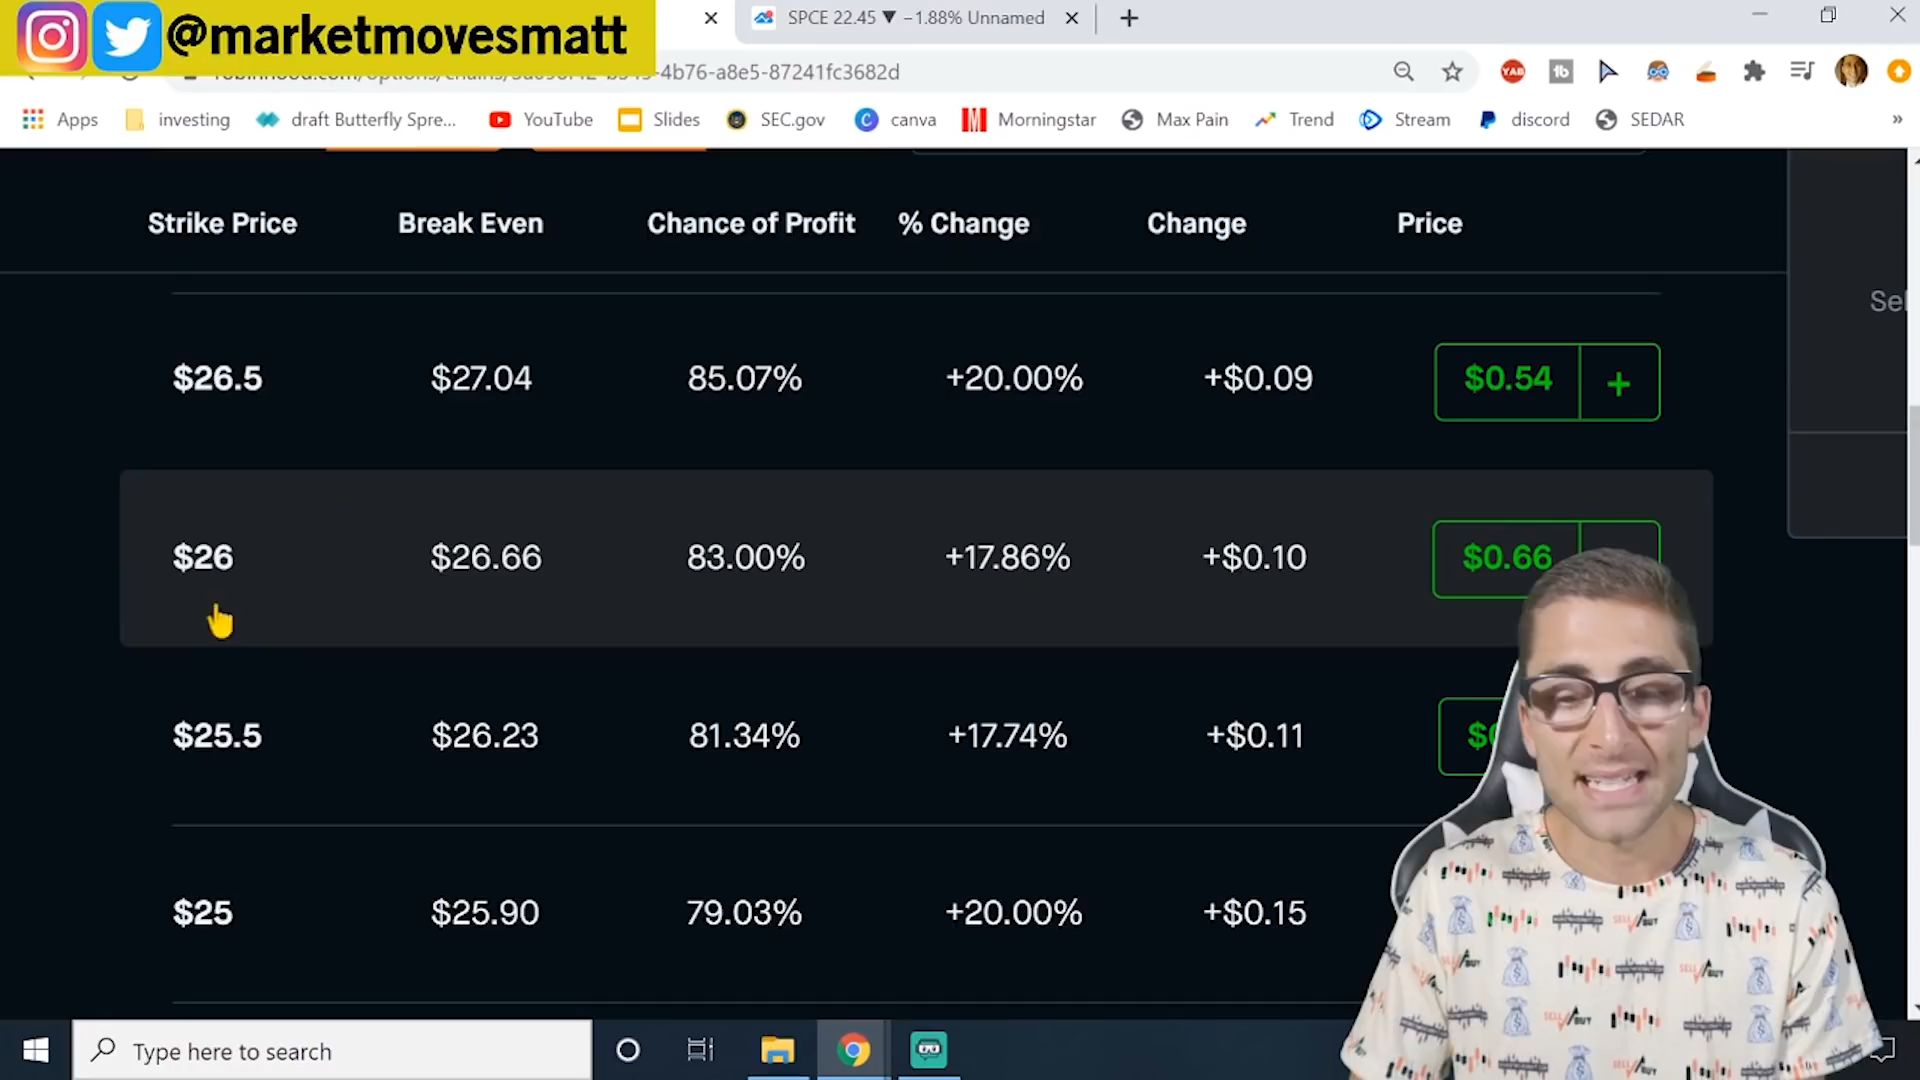 @marketmovesmatt
SPCE 22.45 ▼ −1.88% Unnamed
-4b76-a8e5-87241fc3682d
Apps investing draft Butterfly Spre... YouTube Slides SEC.gov canva Morningstar Max Pain Trend Stream discord SEDAR »
Strike Price Break Even Chance of Profit % Change Change Price
Sel
$26.5 $27.04 85.07% +20.00% +$0.09 $0.54 +
$26 $26.66 83.00% +17.86% +$0.10 $0.66
$25.5 $26.23 81.34% +17.74% +$0.11
$25 $25.90 79.03% +20.00% +$0.15
Type here to search